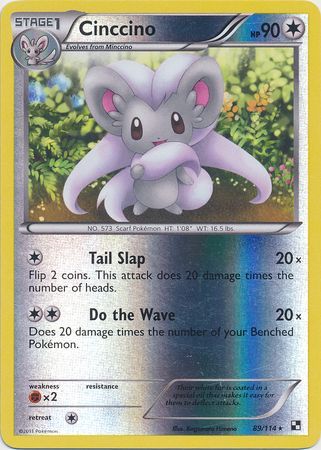 STAGE1
Cinccino
HP 90
Evolves from Minccino
NO. 573 Scarf Pokémon HT: 1'08" WT: 16.5 lbs.
Tail Slap 20×
Flip 2 coins. This attack does 20 damage times the
number of heads.
Do the Wave 20×
Does 20 damage times the number of your Benched
Pokémon.
weakness
resistance
×2
retreat
Their white fur is coated in a
special oil that makes it easy for
them to deflect attacks.
©2011 Pokémon
Illus. Kagemaru Himeno
89/114 ★